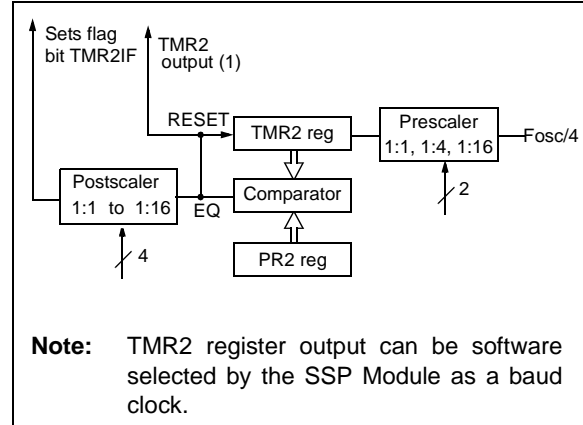 Sets flag
bit TMR2IF
TMR2
output (1)
RESET
TMR2 reg
Prescaler
1:1, 1:4, 1:16
Fosc/4
2
Postscaler
1:1 to 1:16
EQ
Comparator
4
PR2 reg
Note: TMR2 register output can be software
selected by the SSP Module as a baud
clock.